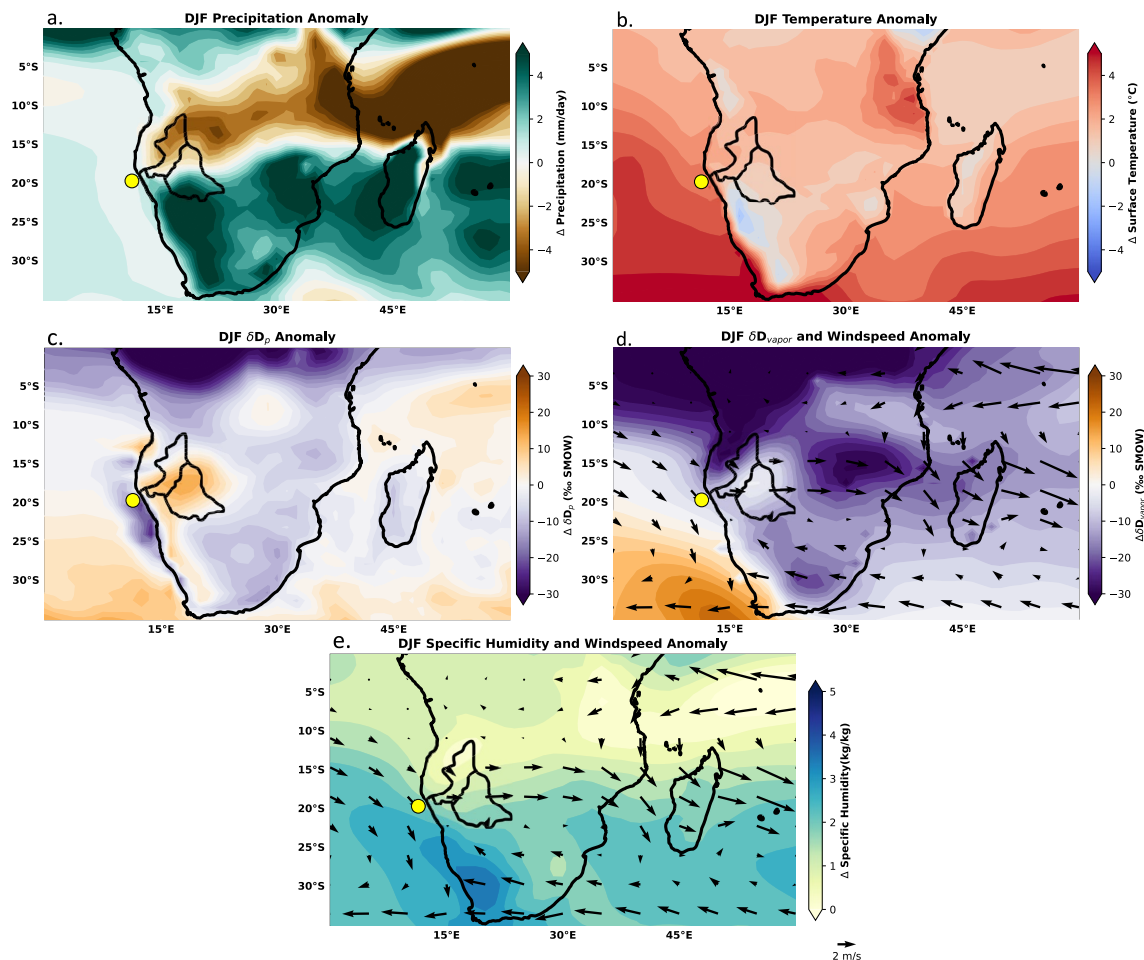 a.
DJF Precipitation Anomaly
5°S
10°S
15°S
20°S
25°S
30°S
15°E
30°E
45°E
4
2
0
−2
−4
Δ Precipitation (mm/day)
b.
DJF Temperature Anomaly
5°S
10°S
15°S
20°S
25°S
30°S
15°E
30°E
45°E
4
2
0
−2
−4
Δ Surface Temperature (°C)
c.
DJF δDₚ Anomaly
5°S
10°S
15°S
20°S
25°S
30°S
15°E
30°E
45°E
30
20
10
0
−10
−20
−30
Δ δDₚ (‰ SMOW)
d.
DJF δD_vapor and Windspeed Anomaly
5°S
10°S
15°S
20°S
25°S
30°S
15°E
30°E
45°E
30
20
10
0
−10
−20
−30
ΔδD_vapor (‰ SMOW)
e.
DJF Specific Humidity and Windspeed Anomaly
5°S
10°S
15°S
20°S
25°S
30°S
15°E
30°E
45°E
5
4
3
2
1
0
Δ Specific Humidity(kg/kg)
2 m/s